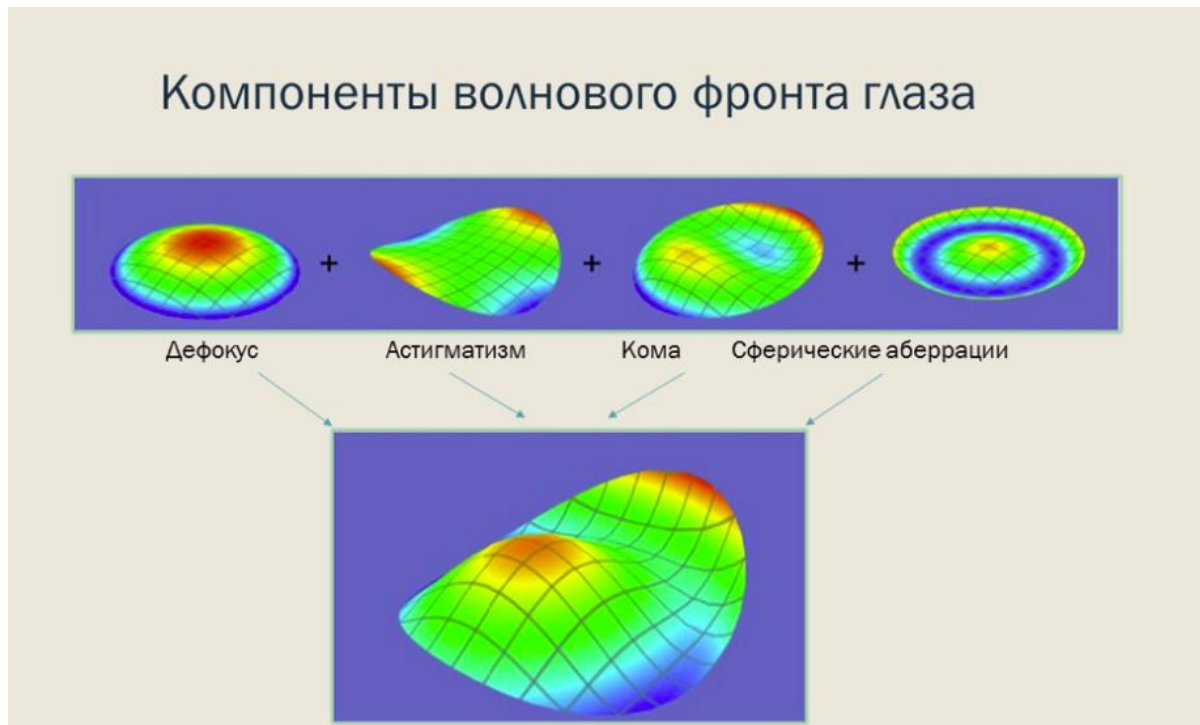 Компоненты волнового фронта глаза
+ + +
Дефокус Астигматизм Кома Сферические аберрации